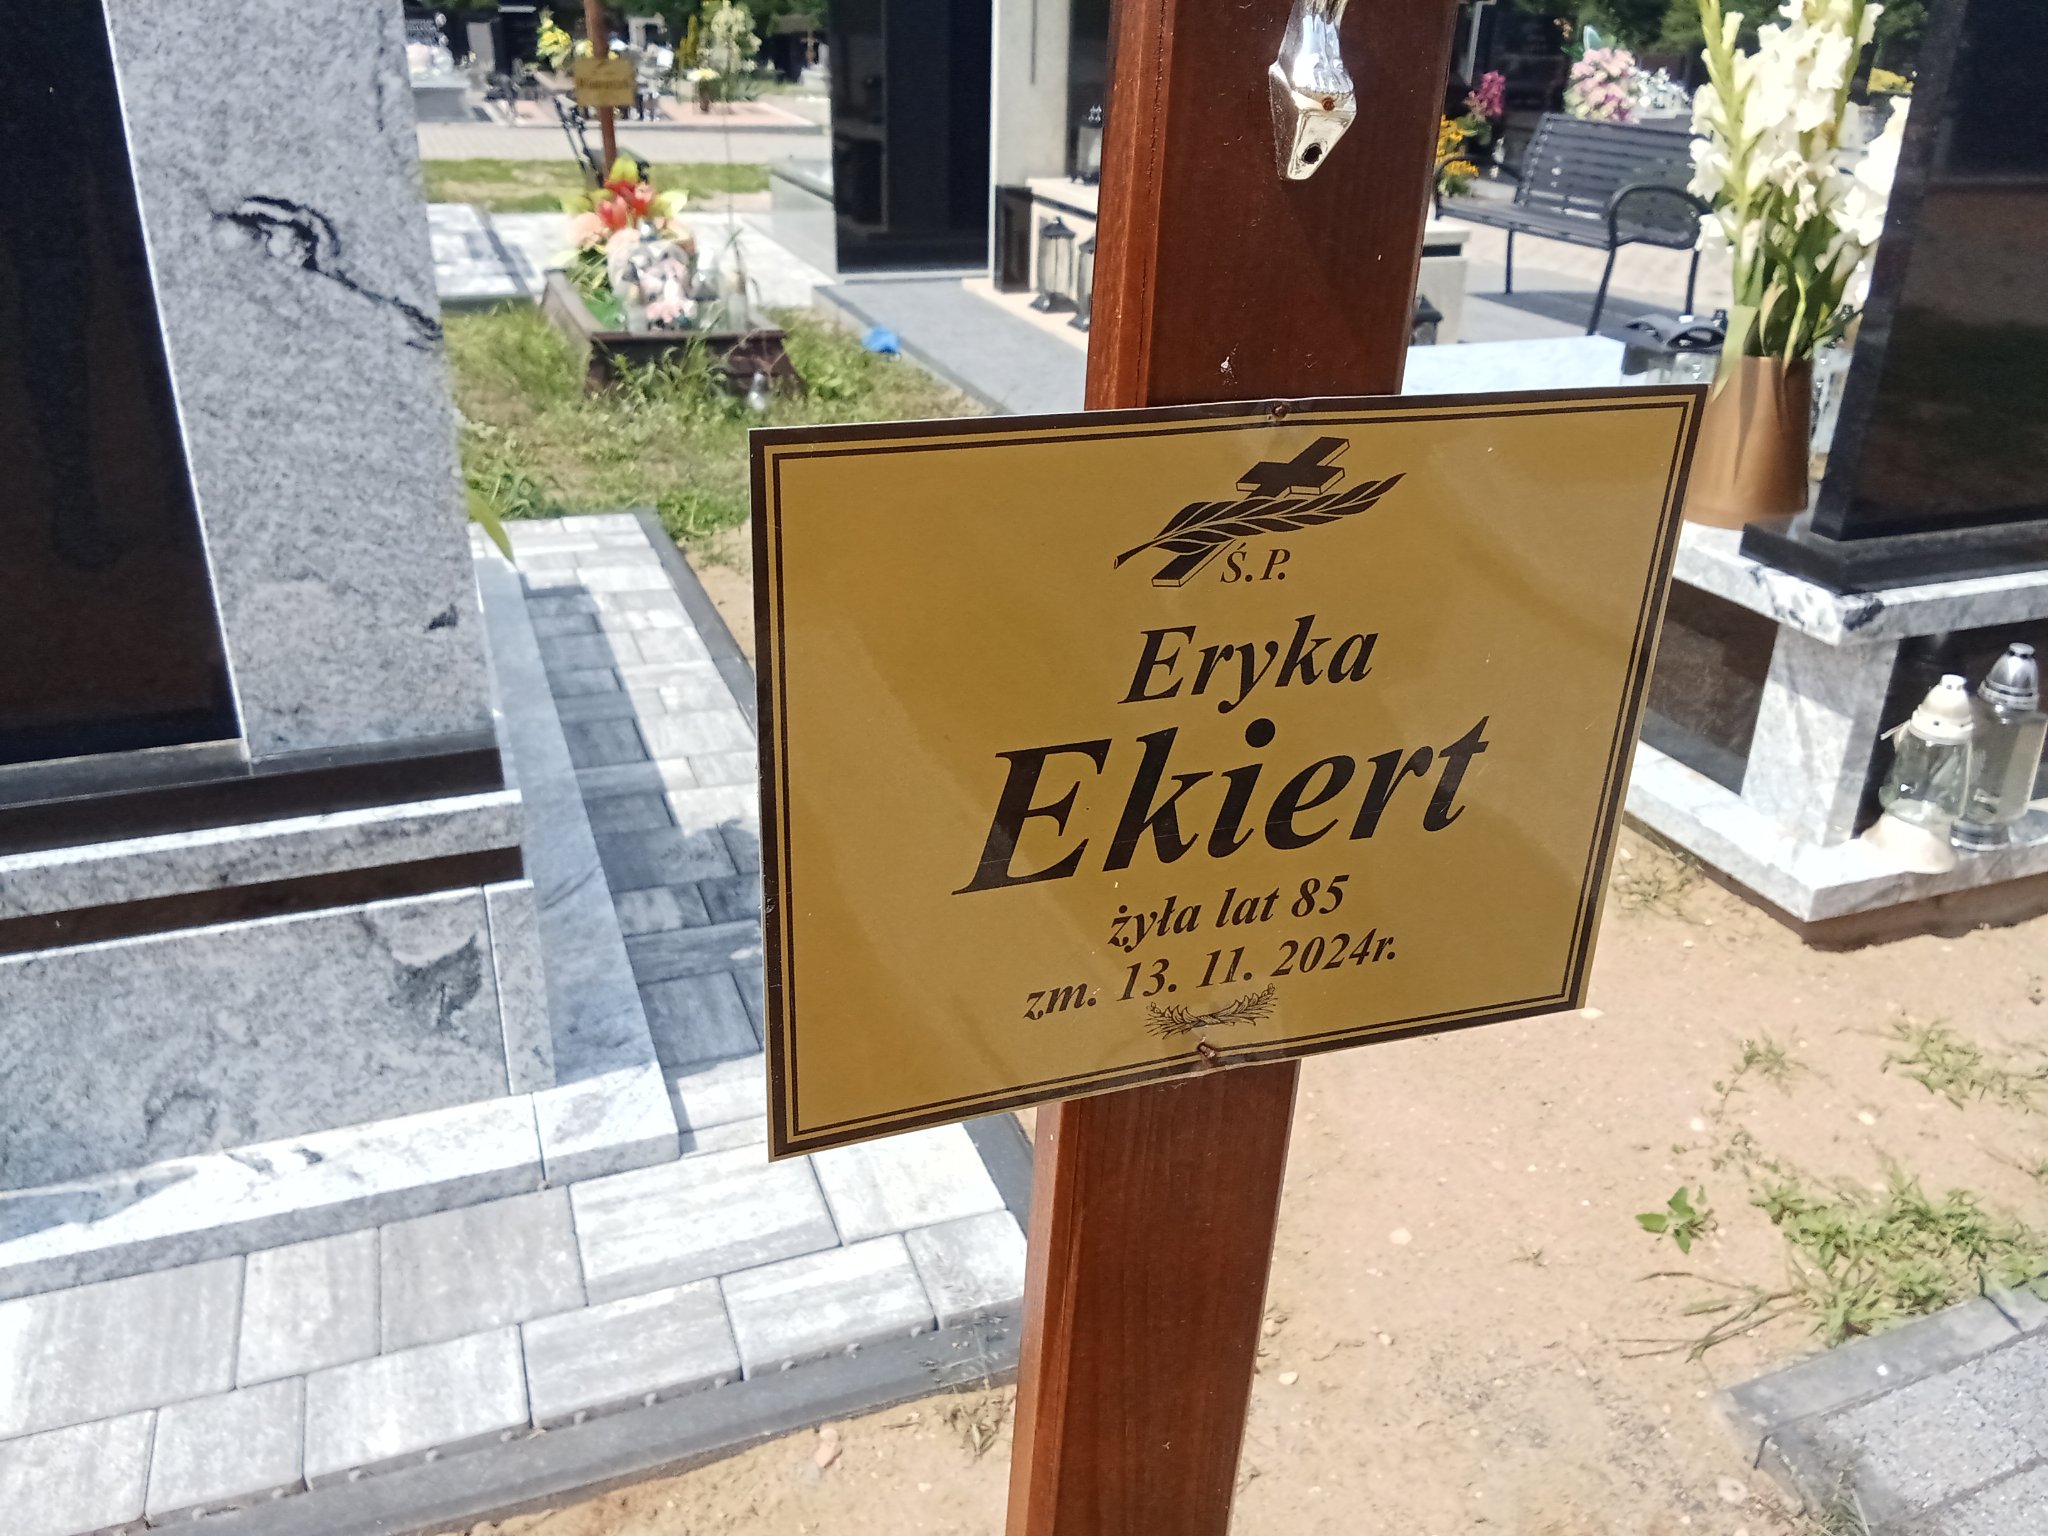 Ś. P.
Eryka
Ekiert
żyła lat 85
zm. 13. 11. 2024r.